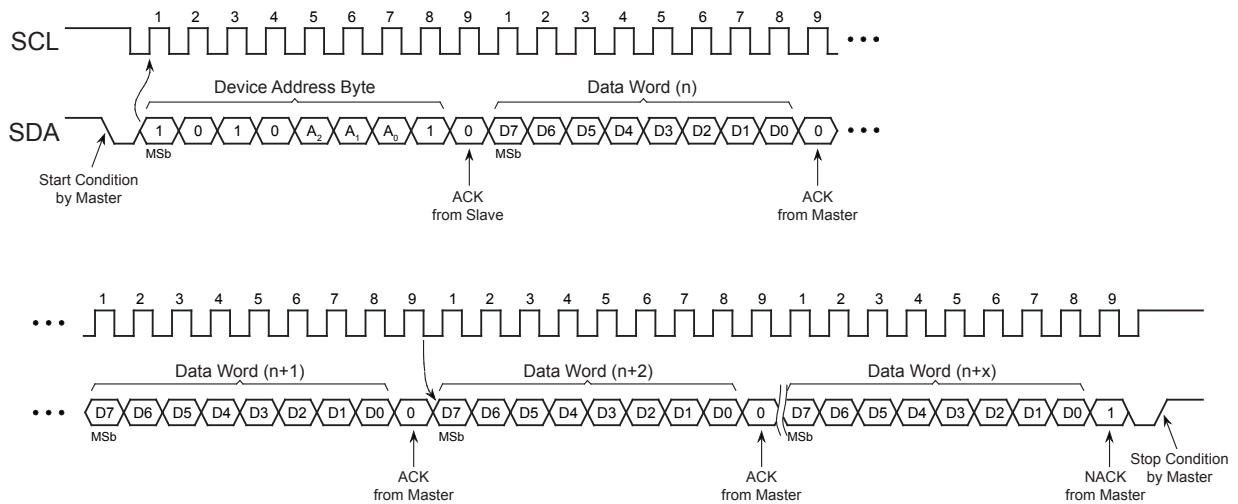 1 2 3 4 5 6 7 8 9 1 2 3 4 5 6 7 8 9
SCL
Device Address Byte Data Word (n)
SDA 1 0 1 0 A2 A1 A0 1 0 D7 D6 D5 D4 D3 D2 D1 D0 0
MSb MSb
Start Condition
by Master
ACK
from Slave
ACK
from Master
1 2 3 4 5 6 7 8 9 1 2 3 4 5 6 7 8 9 1 2 3 4 5 6 7 8 9
Data Word (n+1) Data Word (n+2) Data Word (n+x)
D7 D6 D5 D4 D3 D2 D1 D0 0 D7 D6 D5 D4 D3 D2 D1 D0 0 D7 D6 D5 D4 D3 D2 D1 D0 1
MSb MSb MSb
ACK
from Master
ACK
from Master
NACK
from Master
Stop Condition
by Master